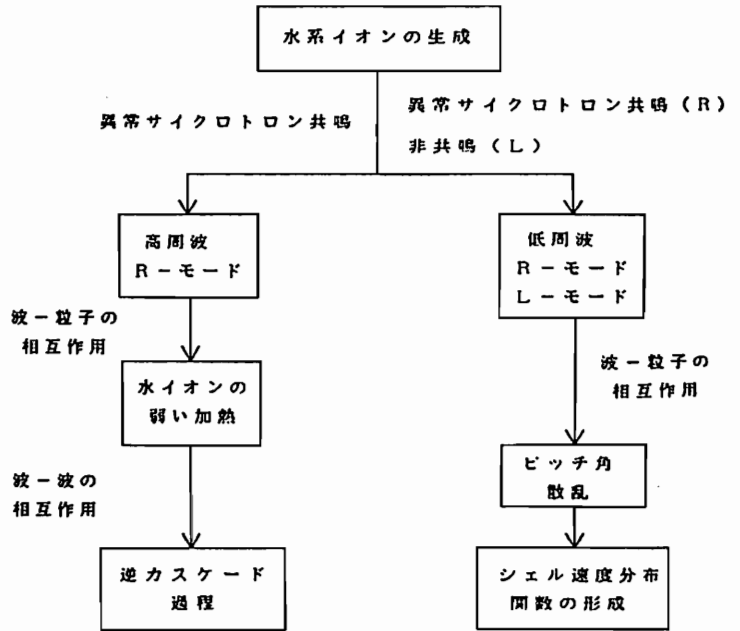 水系イオンの生成
異常サイクロトロン共鳴
異常サイクロトロン共鳴(R)
非共鳴(L)
高周波
R-モード
低周波
R-モード
L-モード
波-粒子の
相互作用
波-粒子の
相互作用
水イオンの
弱い加熱
ピッチ角
散乱
波-波の
相互作用
逆カスケード
過程
シェル速度分布
関数の形成